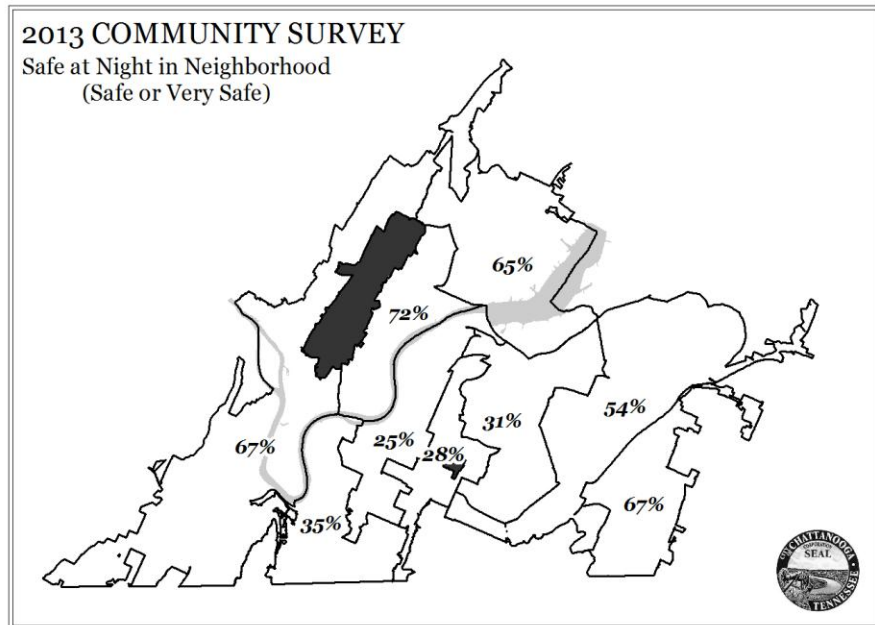 2013 COMMUNITY SURVEY
Safe at Night in Neighborhood
(Safe or Very Safe)
65%
72%
54%
31%
25%
28%
67%
67%
35%
CHATTANOOGA
CORPORATION
SEAL
TENNESSEE